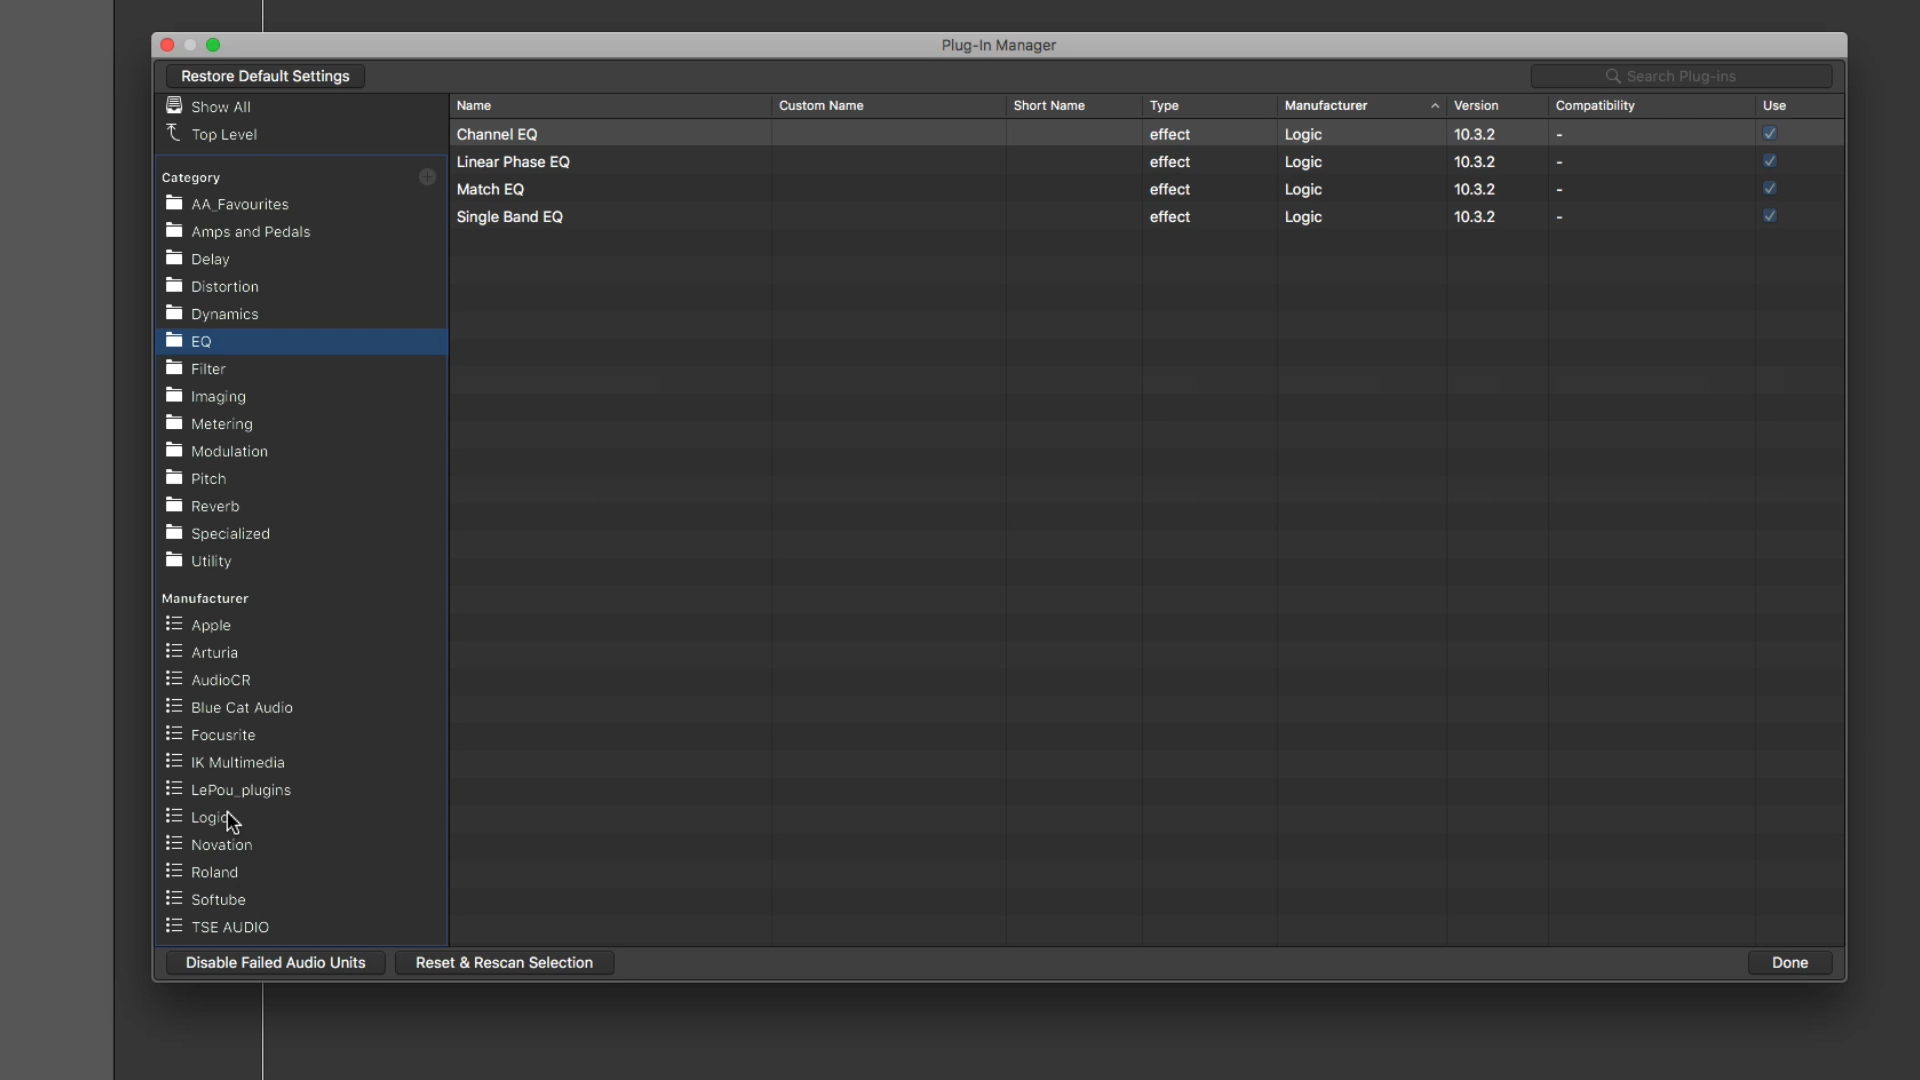 Plug-In Manager
Restore Default Settings
Search Plug-ins
Show All
Top Level
Category
AA_Favourites
Amps and Pedals
Delay
Distortion
Dynamics
EQ
Filter
Imaging
Metering
Modulation
Pitch
Reverb
Specialized
Utility
Manufacturer
Apple
Arturia
AudioCR
Blue Cat Audio
Focusrite
IK Multimedia
LePou_plugins
Logic
Novation
Roland
Softube
TSE AUDIO
Name Custom Name Short Name Type Manufacturer Version Compatibility Use
Channel EQ effect Logic 10.3.2 -
Linear Phase EQ effect Logic 10.3.2 -
Match EQ effect Logic 10.3.2 -
Single Band EQ effect Logic 10.3.2 -
Disable Failed Audio Units Reset & Rescan Selection Done